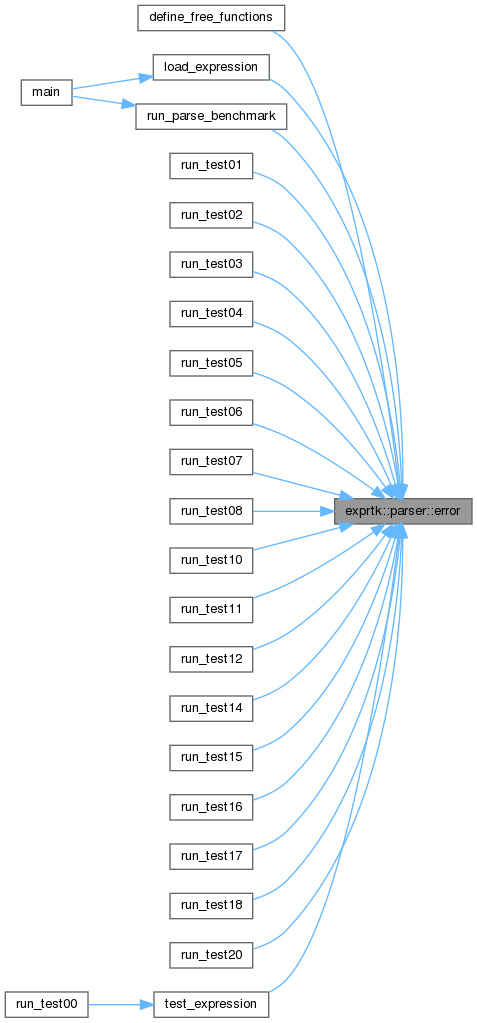 define_free_functions
load_expression
main
run_parse_benchmark
run_test01
run_test02
run_test03
run_test04
run_test05
run_test06
run_test07
exprtk::parser::error
run_test08
run_test10
run_test11
run_test12
run_test14
run_test15
run_test16
run_test17
run_test18
run_test20
run_test00
test_expression